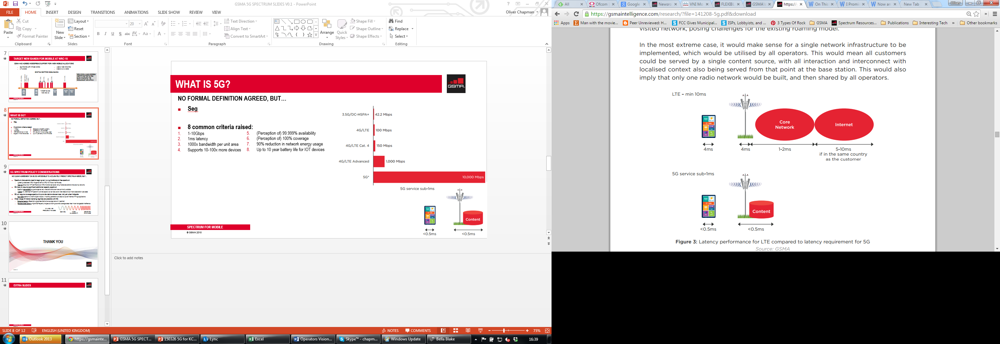 GSMA 5G SPECTRUM SLIDES V0.1 - PowerPoint
FILE HOME INSERT DESIGN TRANSITIONS ANIMATIONS SLIDE SHOW REVIEW VIEW
Oliver Chapman
Paste
Cut
Copy
Format Painter
Clipboard
New Slide
Layout
Reset
Section
Slides
20
Font
Text Direction
Align Text
Convert to SmartArt
Paragraph
Arrange
Quick Styles
Shape Fill
Shape Outline
Shape Effects
Drawing
Find
Replace
Select
Editing
7
TARGET NEW BANDS FOR MOBILE AT WRC-15
8
WHAT IS 5G?
NO FORMAL DEFINITION AGREED, BUT...
9
5G SPECTRUM POLICY CONSIDERATIONS
10
THANK YOU
11
EXTRA SLIDES
WHAT IS 5G?
GSMA
NO FORMAL DEFINITION AGREED, BUT...
Seg
8 common criteria raised:
1. 1-10Gbps
2. 1ms latency
3. 1000x bandwidth per unit area
4. Supports 10-100x more devices
5. (Perception of) 99.999% availability
6. (Perception of) 100% coverage
7. 90% reduction in network energy usage
8. Up to 10 year battery life for IOT devices
3.5G/DC-HSPA+ 42.2 Mbps
4G/LTE 100 Mbps
4G/LTE Cat. 4 150 Mbps
4G/LTE Advanced 1,000 Mbps
5G* 10,000 Mbps
5G service sub-1ms
Content
<0.5ms <0.5ms
SPECTRUM FOR MOBILE
© GSMA 2015
Click to add notes
SLIDE 8 OF 12 ENGLISH (UNITED KINGDOM)
NOTES COMMENTS 75%
Outlook 2013 https://gsmainte... GSMA 5G SPECT... 150326 5G for KC... Lync Excel Operators Vision... Skype™ - chapm... Windows Update Bella Blake 16:39
All Ofcom Google Newsro VNI Mo FLEXIBL GSMA's https:// On This I Promi Now an New Tab Oliver
https://gsmaintelligence.com/research/?file=141208-5g.pdf&download
Apps Man with the movie... Peer Unreviewed: H... FCC Gives Municipal... ISPs, Lobbyists, and ... 3 Types Of Rock GSMA Spectrum Resources... Publications Interesting Tech » Other bookmarks
visited network, posing challenges for the existing roaming model.
In the most extreme case, it would make sense for a single network infrastructure to be
implemented, which would be utilised by all operators. This would mean all customers
could be served by a single content source, with all interaction and interconnect with
localised context also being served from that point at the base station. This would also
imply that only one radio network would be built, and then shared by all operators.
LTE - min 10ms
Core
Network
Internet
4ms 4ms 1-2ms 5-10ms
if in the same country
as the customer
5G service sub-1ms
Content
<0.5ms <0.5ms
Figure 3: Latency performance for LTE compared to latency requirement for 5G
Source: GSMA